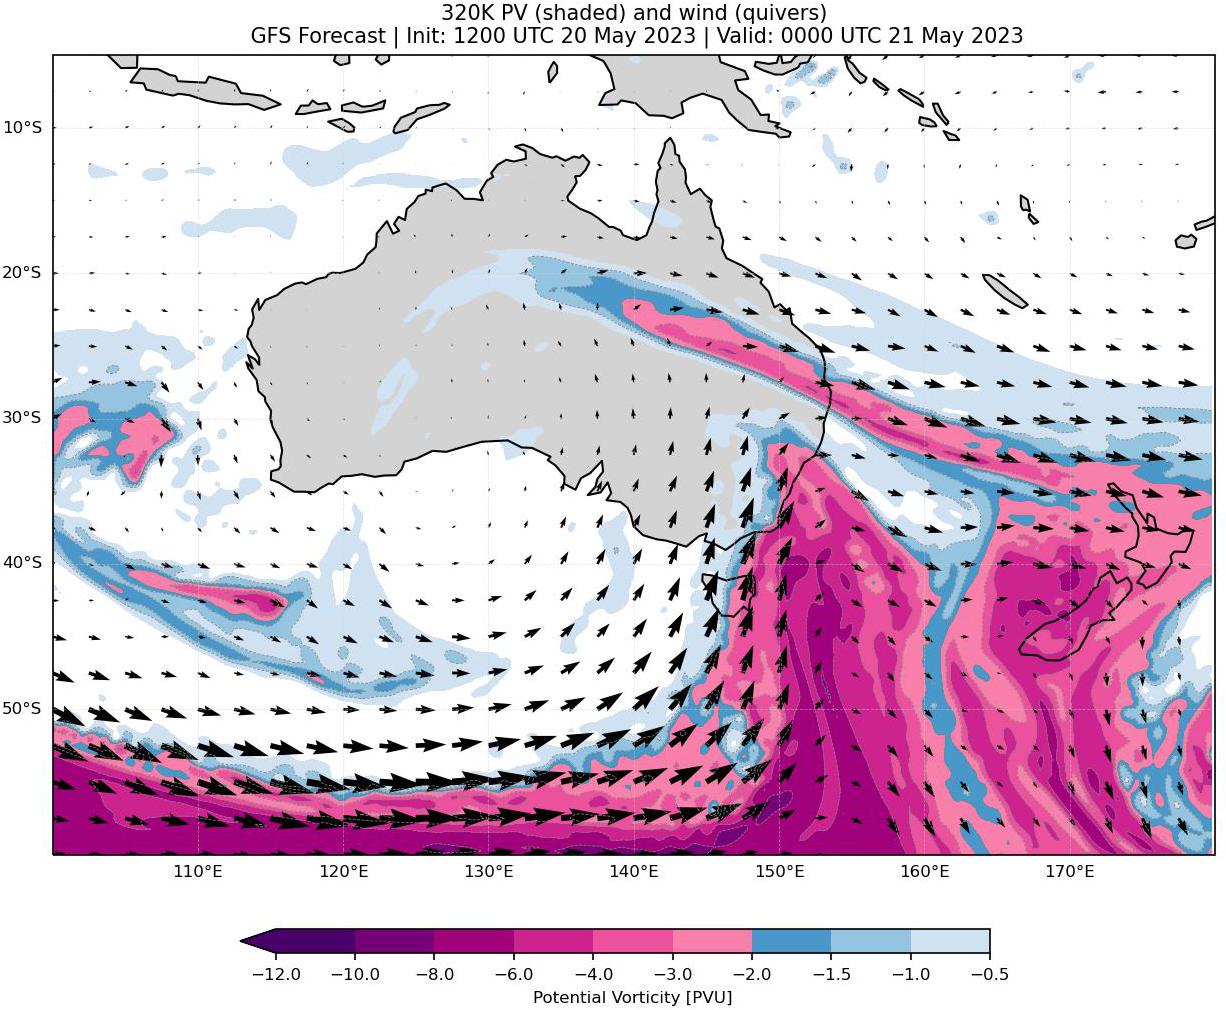 320K PV (shaded) and wind (quivers)
GFS Forecast | Init: 1200 UTC 20 May 2023 | Valid: 0000 UTC 21 May 2023
10°S
20°S
30°S
40°S
50°S
110°E 120°E 130°E 140°E 150°E 160°E 170°E
−12.0 −10.0 −8.0 −6.0 −4.0 −3.0 −2.0 −1.5 −1.0 −0.5
Potential Vorticity [PVU]